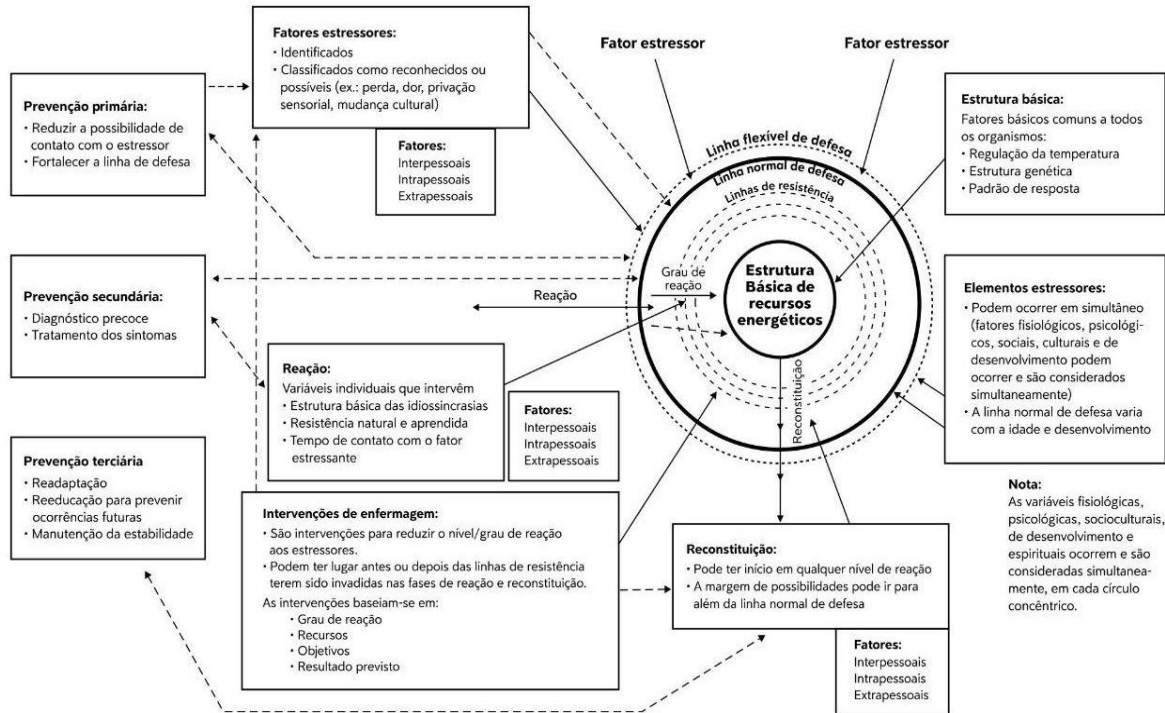 Fatores estressores:
• Identificados
• Classificados como reconhecidos ou
possíveis (ex.: perda, dor, privação
sensorial, mudança cultural)
Fatores:
Interpessoais
Intrapessoais
Extrapessoais
Prevenção primária:
• Reduzir a possibilidade de
contato com o estressor
• Fortalecer a linha de defesa
Prevenção secundária:
• Diagnóstico precoce
• Tratamento dos sintomas
Prevenção terciária
• Readaptação
• Reeducação para prevenir
ocorrências futuras
• Manutenção da estabilidade
Fator estressor
Fator estressor
Linha flexível de defesa
Linha normal de defesa
Linhas de resistência
Grau de
reação
Reação
Estrutura
Básica de
recursos
energéticos
Reconstituição
Reação:
Variáveis individuais que intervêm
• Estrutura básica das idiossincrasias
• Resistência natural e aprendida
• Tempo de contato com o fator
estressante
Fatores:
Interpessoais
Intrapessoais
Extrapessoais
Intervenções de enfermagem:
• São intervenções para reduzir o nível/grau de reação
aos estressores.
• Podem ter lugar antes ou depois das linhas de resistência
terem sido invadidas nas fases de reação e reconstituição.
As intervenções baseiam-se em:
• Grau de reação
• Recursos
• Objetivos
• Resultado previsto
Reconstituição:
• Pode ter início em qualquer nível de reação
• A margem de possibilidades pode ir para
além da linha normal de defesa
Fatores:
Interpessoais
Intrapessoais
Extrapessoais
Estrutura básica:
Fatores básicos comuns a todos
os organismos:
• Regulação da temperatura
• Estrutura genética
• Padrão de resposta
Elementos estressores:
• Podem ocorrer em simultâneo
(fatores fisiológicos, psicológi-
cos, sociais, culturais e de
desenvolvimento podem
ocorrer e são considerados
simultaneamente)
• A linha normal de defesa varia
com a idade e desenvolvimento
Nota:
As variáveis fisiológicas,
psicológicas, socioculturais,
de desenvolvimento e
espirituais ocorrem e são
consideradas simultanea-
mente, em cada círculo
concêntrico.